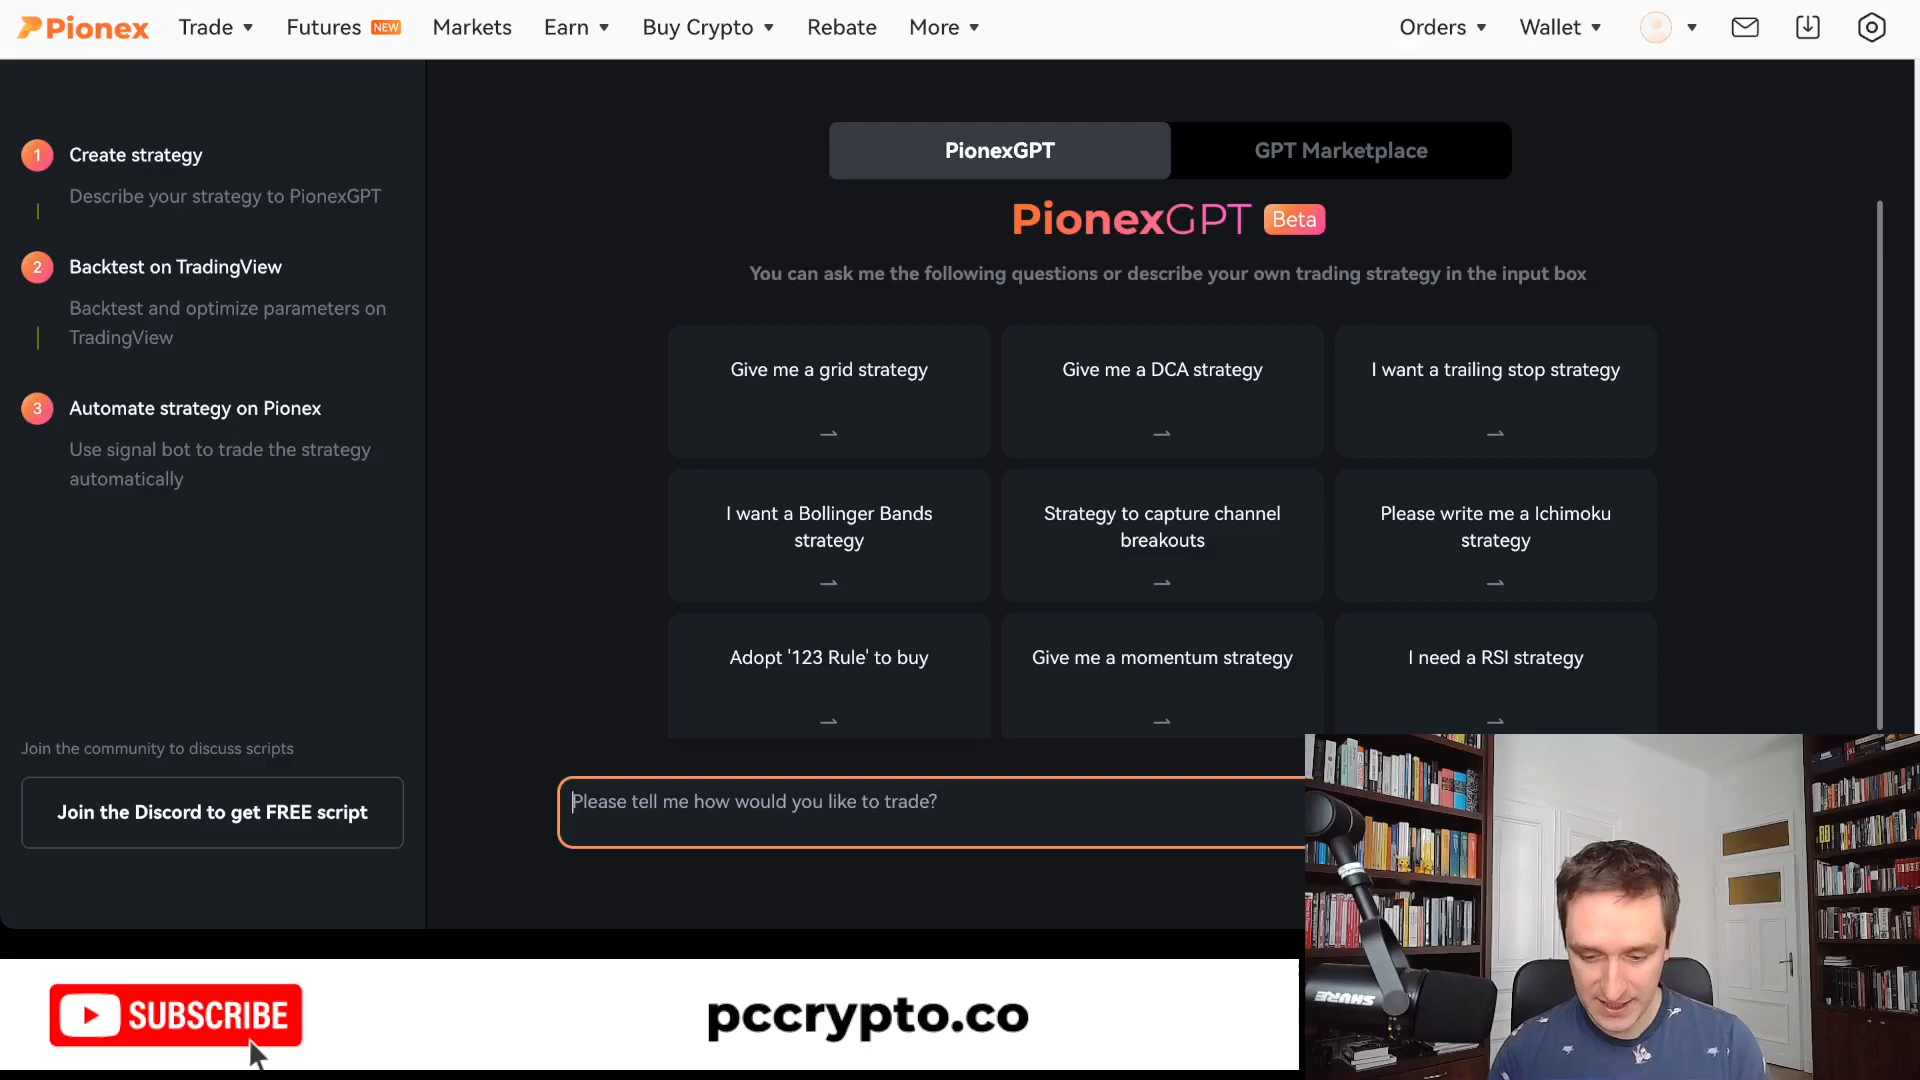 Pionex
Trade
Futures NEW
Markets
Earn
Buy Crypto
Rebate
More
Orders
Wallet
1 Create strategy
Describe your strategy to PionexGPT
2 Backtest on TradingView
Backtest and optimize parameters on
TradingView
3 Automate strategy on Pionex
Use signal bot to trade the strategy
automatically
Join the community to discuss scripts
Join the Discord to get FREE script
PionexGPT
GPT Marketplace
PionexGPT Beta
You can ask me the following questions or describe your own trading strategy in the input box
Give me a grid strategy
Give me a DCA strategy
I want a trailing stop strategy
I want a Bollinger Bands
strategy
Strategy to capture channel
breakouts
Please write me a Ichimoku
strategy
Adopt '123 Rule' to buy
Give me a momentum strategy
I need a RSI strategy
Please tell me how would you like to trade?
SUBSCRIBE
pccrypto.co
SHURE